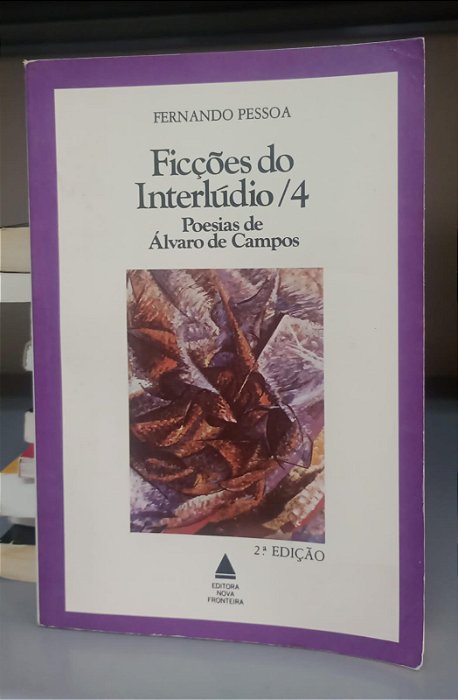 FERNANDO PESSOA
Ficções do
Interlúdio/4
Poesias de
Álvaro de Campos
2ª EDIÇÃO
EDITORA
NOVA
FRONTEIRA